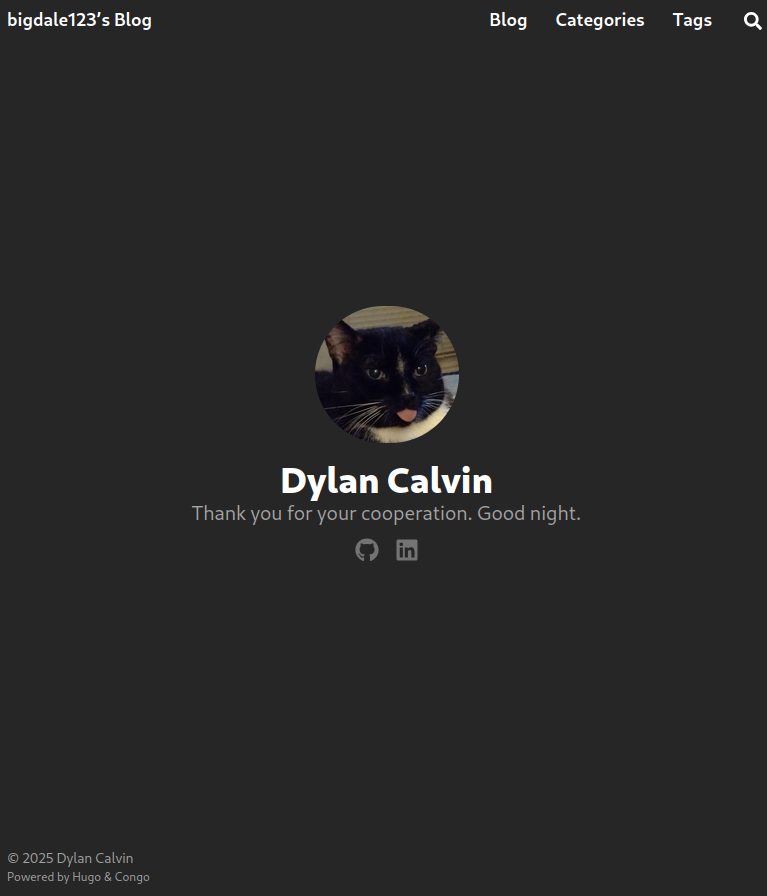 bigdale123's Blog
Blog Categories Tags
Dylan Calvin
Thank you for your cooperation. Good night.
© 2025 Dylan Calvin
Powered by Hugo & Congo